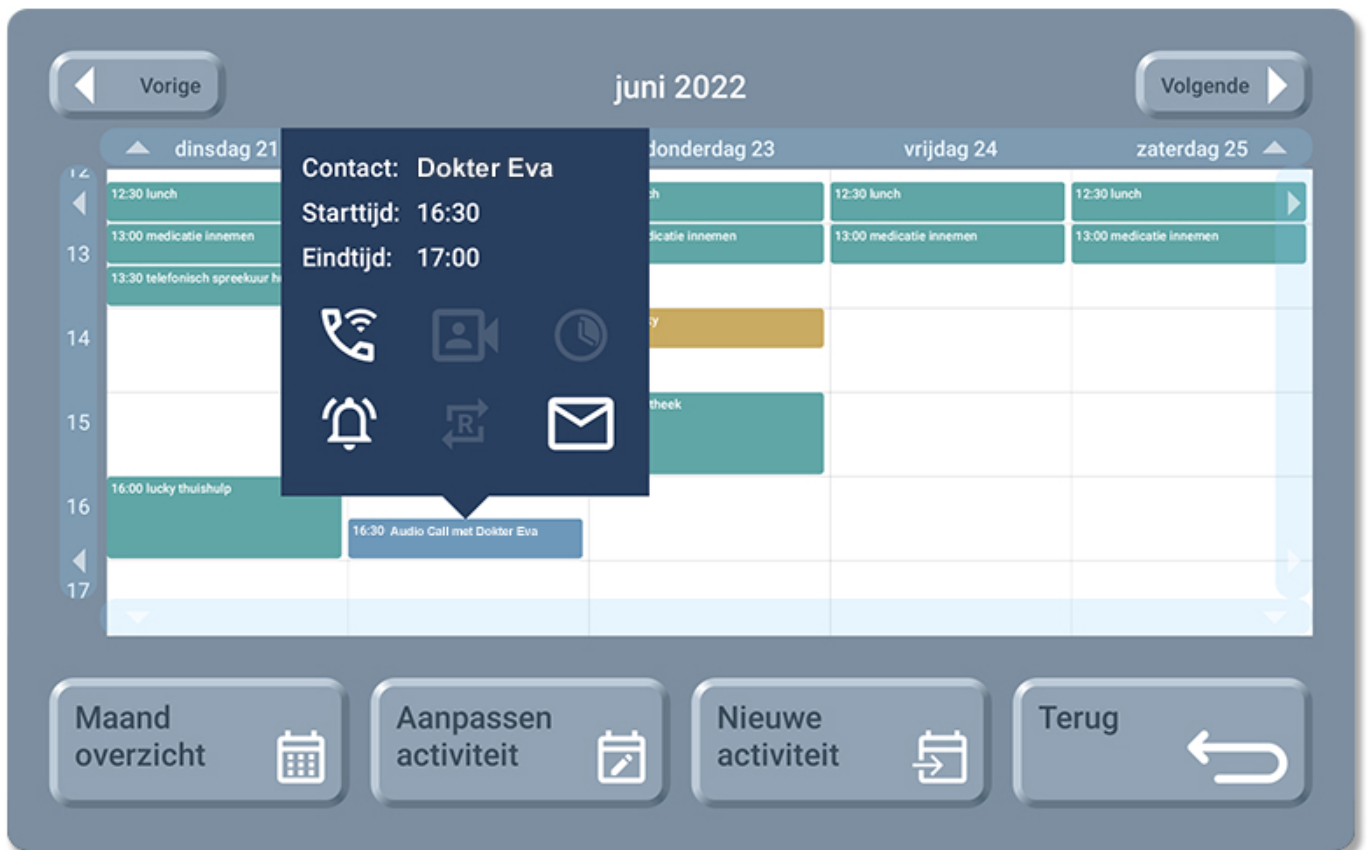 Vorige
juni 2022
Volgende
dinsdag 21
donderdag 23
vrijdag 24
zaterdag 25
Contact: Dokter Eva
Starttijd: 16:30
Eindtijd: 17:00
12
12:30 lunch
12:30 lunch
12:30 lunch
13
13:00 medicatie innemen
innemen
13:00 medicatie innemen
13:00 medicatie innemen
13:30 telefonisch spreekuur
14
15
theek
R
16
16:00 lucky thuishulp
16:30 Audio Call met Dokter Eva
17
Maand
overzicht
Aanpassen
activiteit
Nieuwe
activiteit
Terug